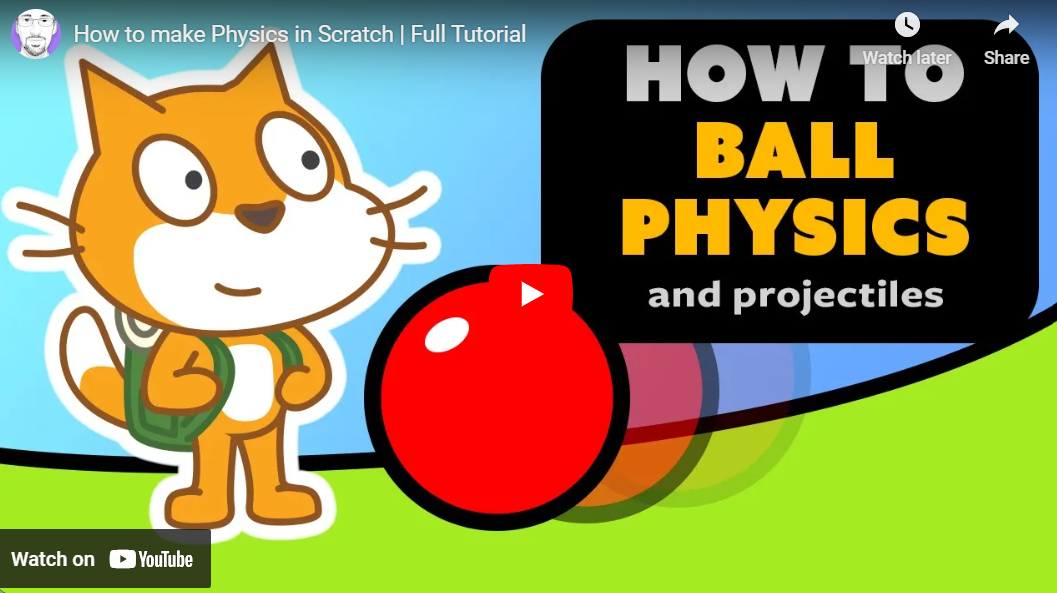 How to make Physics in Scratch | Full Tutorial
Watch later
Share
HOW TO
BALL
PHYSICS
and projectiles
Watch on YouTube